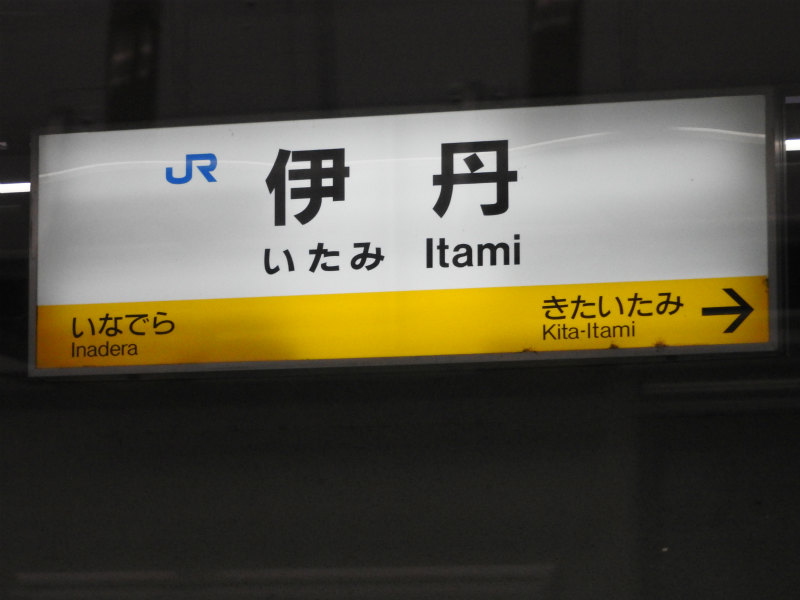 JR 伊丹
いたみ Itami
いなでら
Inadera
きたいたみ →
Kita-Itami